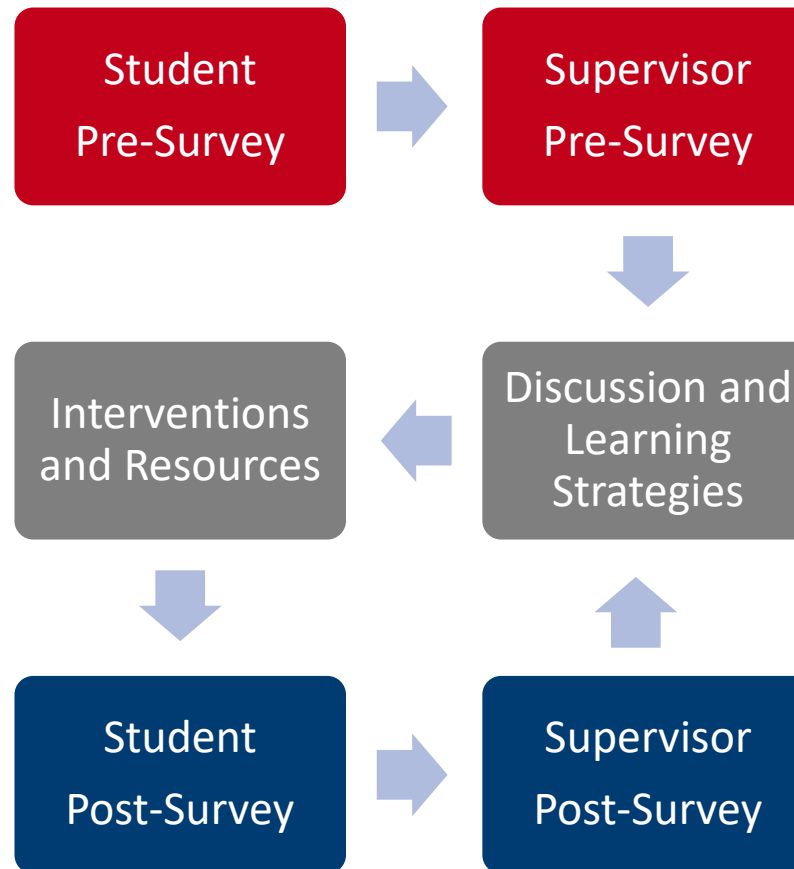 Student
Pre-Survey
Supervisor
Pre-Survey
Interventions
and Resources
Discussion and
Learning
Strategies
Student
Post-Survey
Supervisor
Post-Survey